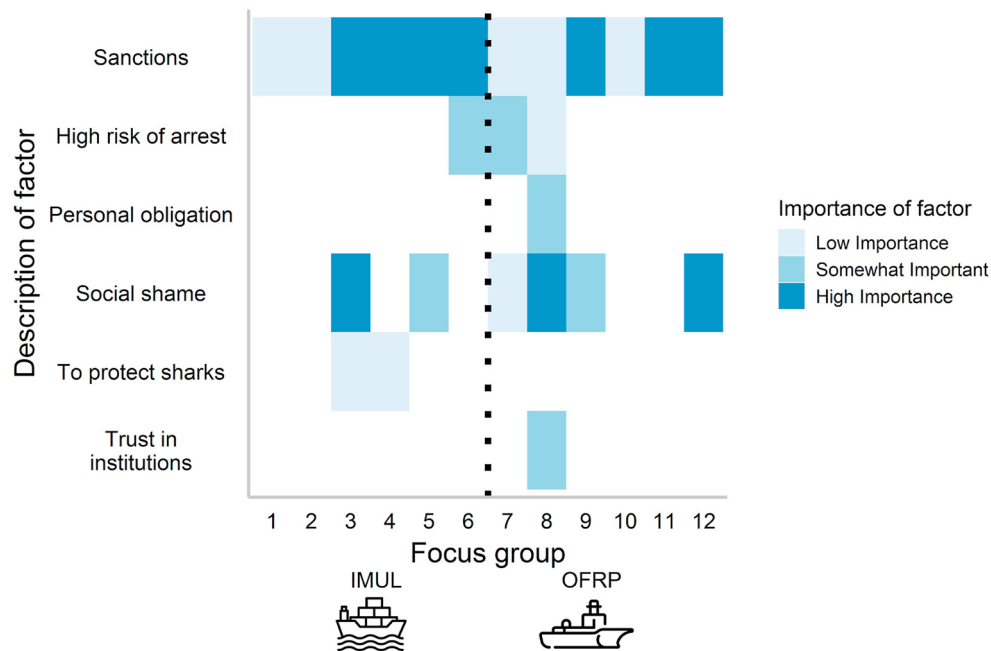 Description of factor
Sanctions
High risk of arrest
Personal obligation
Social shame
To protect sharks
Trust in
institutions
1 2 3 4 5 6 7 8 9 10 11 12
Focus group
IMUL OFRP
Importance of factor
Low Importance
Somewhat Important
High Importance